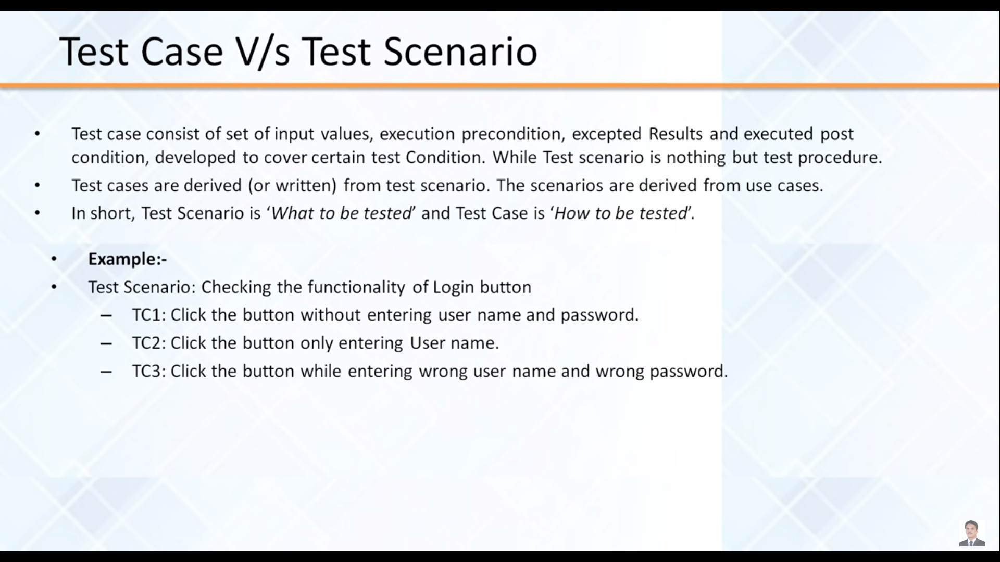 Test Case V/s Test Scenario
• Test case consist of set of input values, execution precondition, excepted Results and executed post
condition, developed to cover certain test Condition. While Test scenario is nothing but test procedure.
• Test cases are derived (or written) from test scenario. The scenarios are derived from use cases.
• In short, Test Scenario is ‘What to be tested’ and Test Case is ‘How to be tested’.
• Example:-
• Test Scenario: Checking the functionality of Login button
– TC1: Click the button without entering user name and password.
– TC2: Click the button only entering User name.
– TC3: Click the button while entering wrong user name and wrong password.